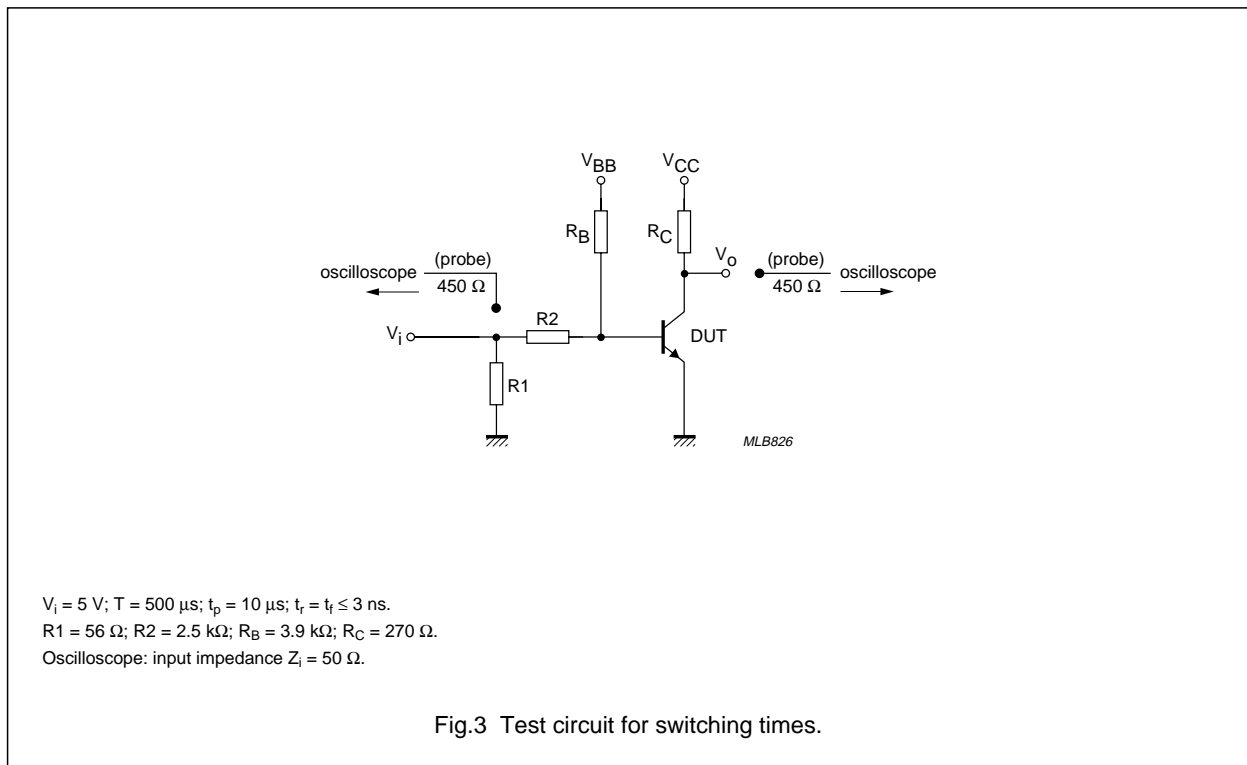 V_BB V_CC
R_B R_C
V_o
(probe) (probe)
oscilloscope oscilloscope
450 Ω 450 Ω
R2
V_i DUT
R1
MLB826
V_i = 5 V; T = 500 µs; t_p = 10 µs; t_r = t_f ≤ 3 ns.
R1 = 56 Ω; R2 = 2.5 kΩ; R_B = 3.9 kΩ; R_C = 270 Ω.
Oscilloscope: input impedance Z_i = 50 Ω.
Fig.3 Test circuit for switching times.